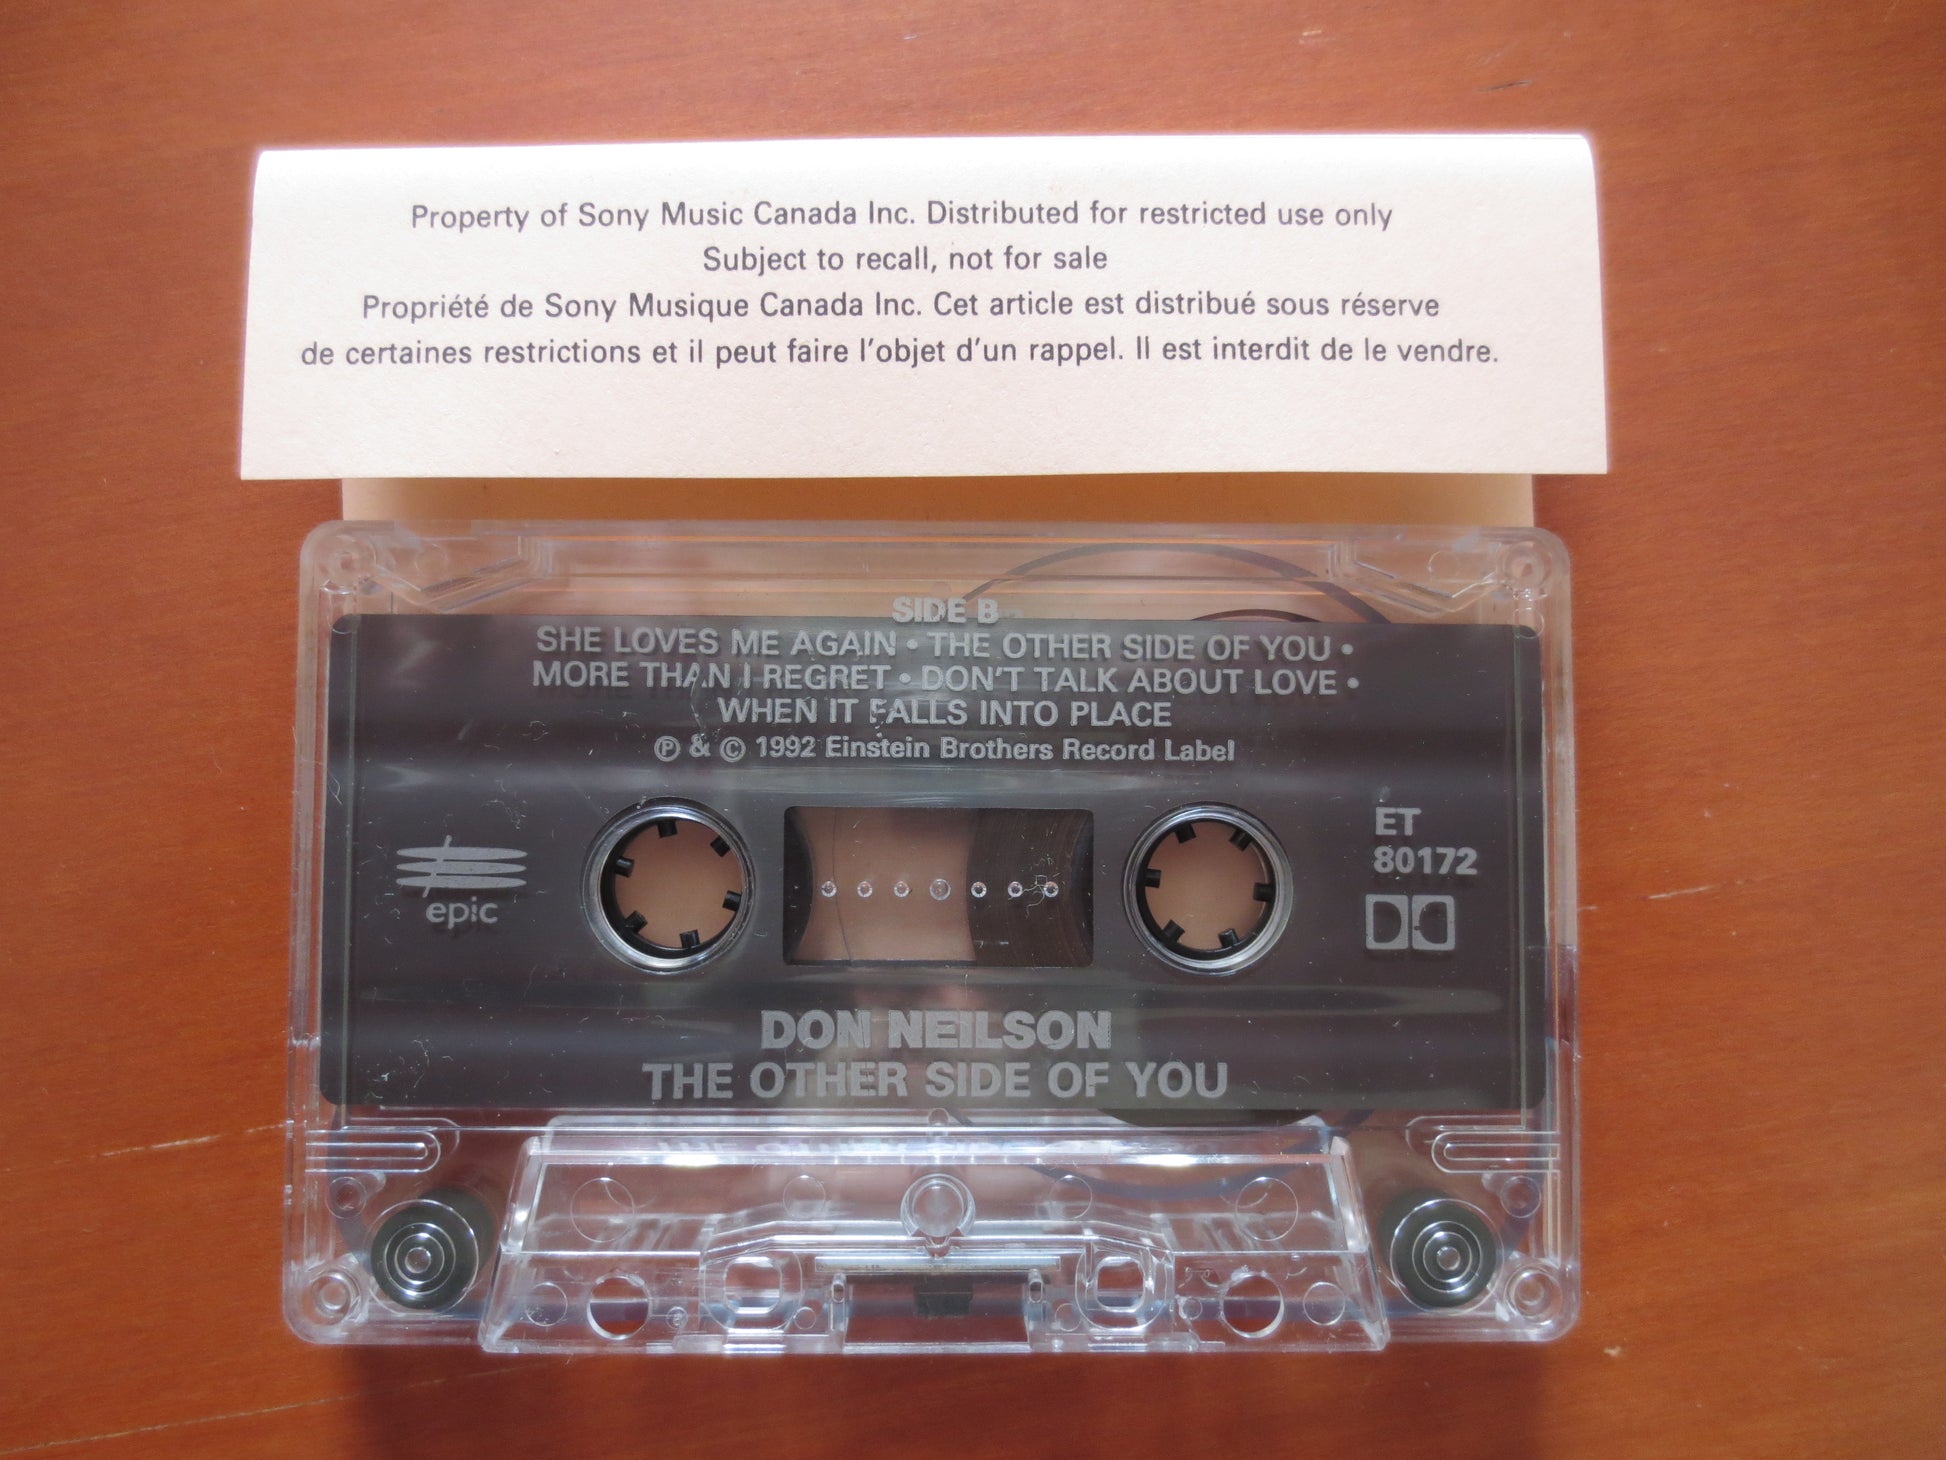 Property of Sony Music Canada Inc. Distributed for restricted use only
Subject to recall, not for sale
Propriété de Sony Musique Canada Inc. Cet article est distribué sous réserve
de certaines restrictions et il peut faire l'objet d'un rappel. Il est interdit de le vendre.
SIDE B
SHE LOVES ME AGAIN • THE OTHER SIDE OF YOU •
MORE THAN I REGRET • DON'T TALK ABOUT LOVE •
WHEN IT FALLS INTO PLACE
℗ & © 1992 Einstein Brothers Record Label
epic
ET
80172
DON NEILSON
THE OTHER SIDE OF YOU